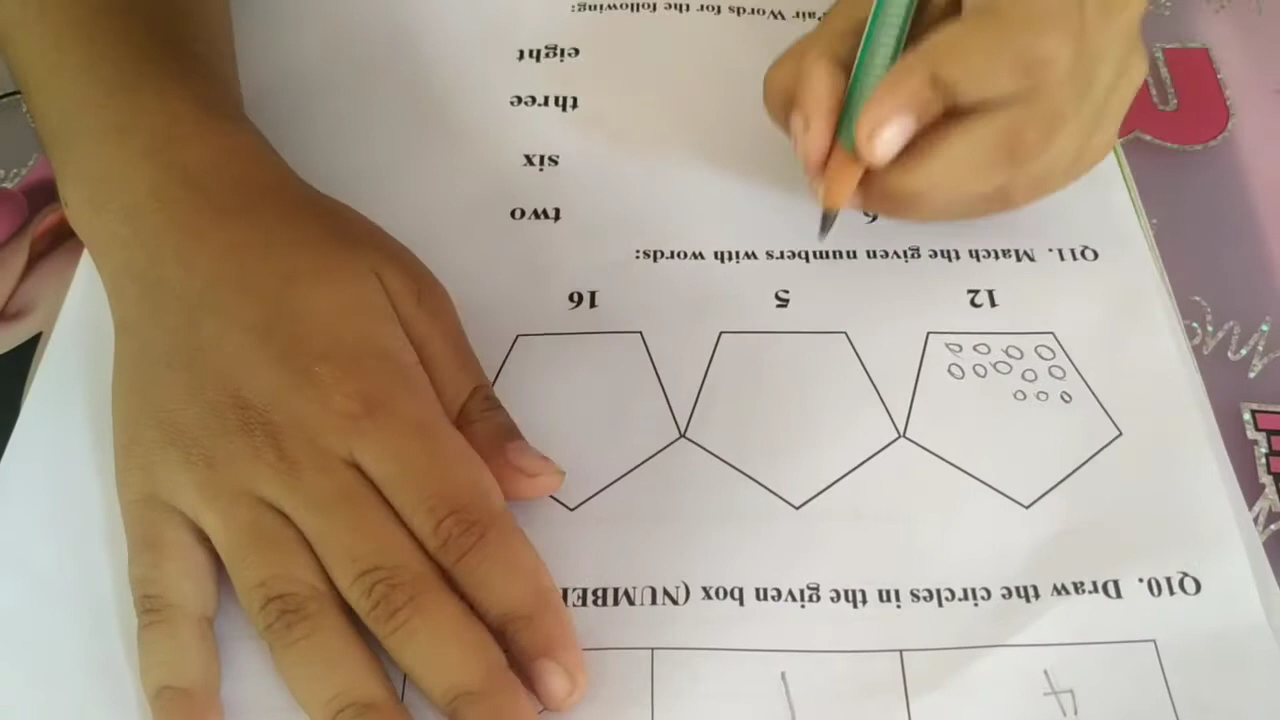 4 1
Q10. Draw the circles in the given box (NUMBE
12 5 16
Q11. Match the given numbers with words:
6 two
six
three
eight
Pair Words for the following: